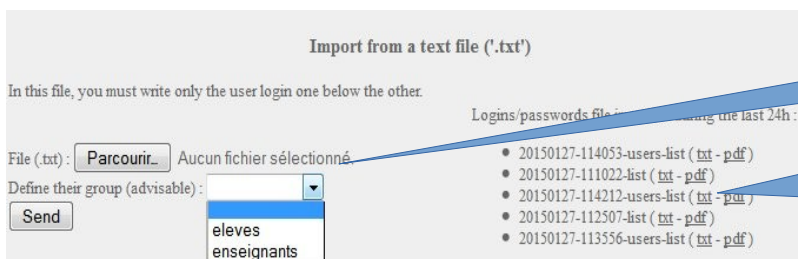 Import from a text file ('.txt')
In this file, you must write only the user login one below the other.
Logins/passwords file the last 24h :
File (.txt) : Parcourir... Aucun fichier sélectionné.
Define their group (advisable) :
Send
eleves
enseignants
20150127-114053-users-list ( txt - pdf )
20150127-111022-list ( txt - pdf )
20150127-114212-users-list ( txt - pdf )
20150127-112507-list ( txt - pdf )
20150127-113556-users-list ( txt - pdf )